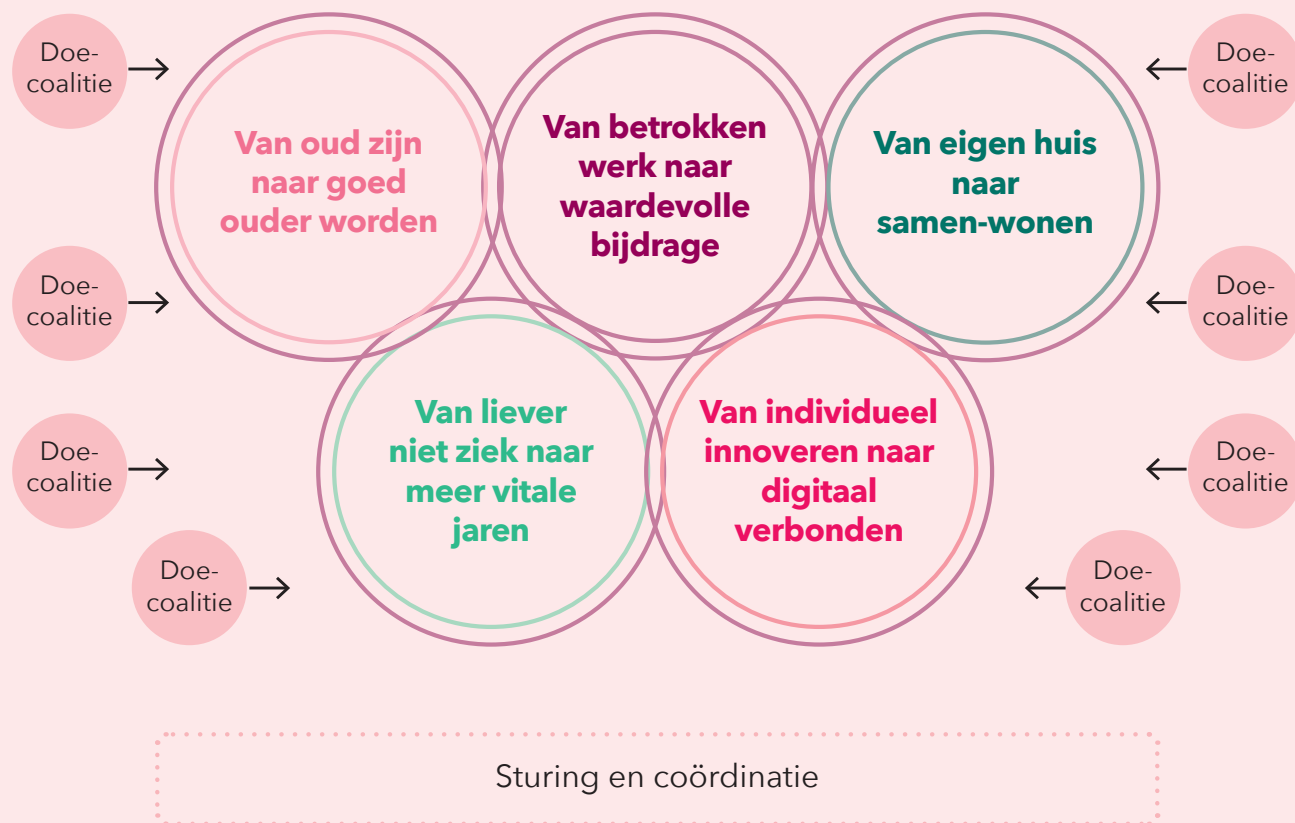 Doe-
coalitie
Van oud zijn
naar goed
ouder worden
Van betrokken
werk naar
waardevolle
bijdrage
Van eigen huis
naar
samen-wonen
Doe-
coalitie
Doe-
coalitie
Doe-
coalitie
Doe-
coalitie
Van liever
niet ziek naar
meer vitale
jaren
Van individueel
innoveren naar
digitaal
verbonden
Doe-
coalitie
Doe-
coalitie
Doe-
coalitie
Sturing en coördinatie